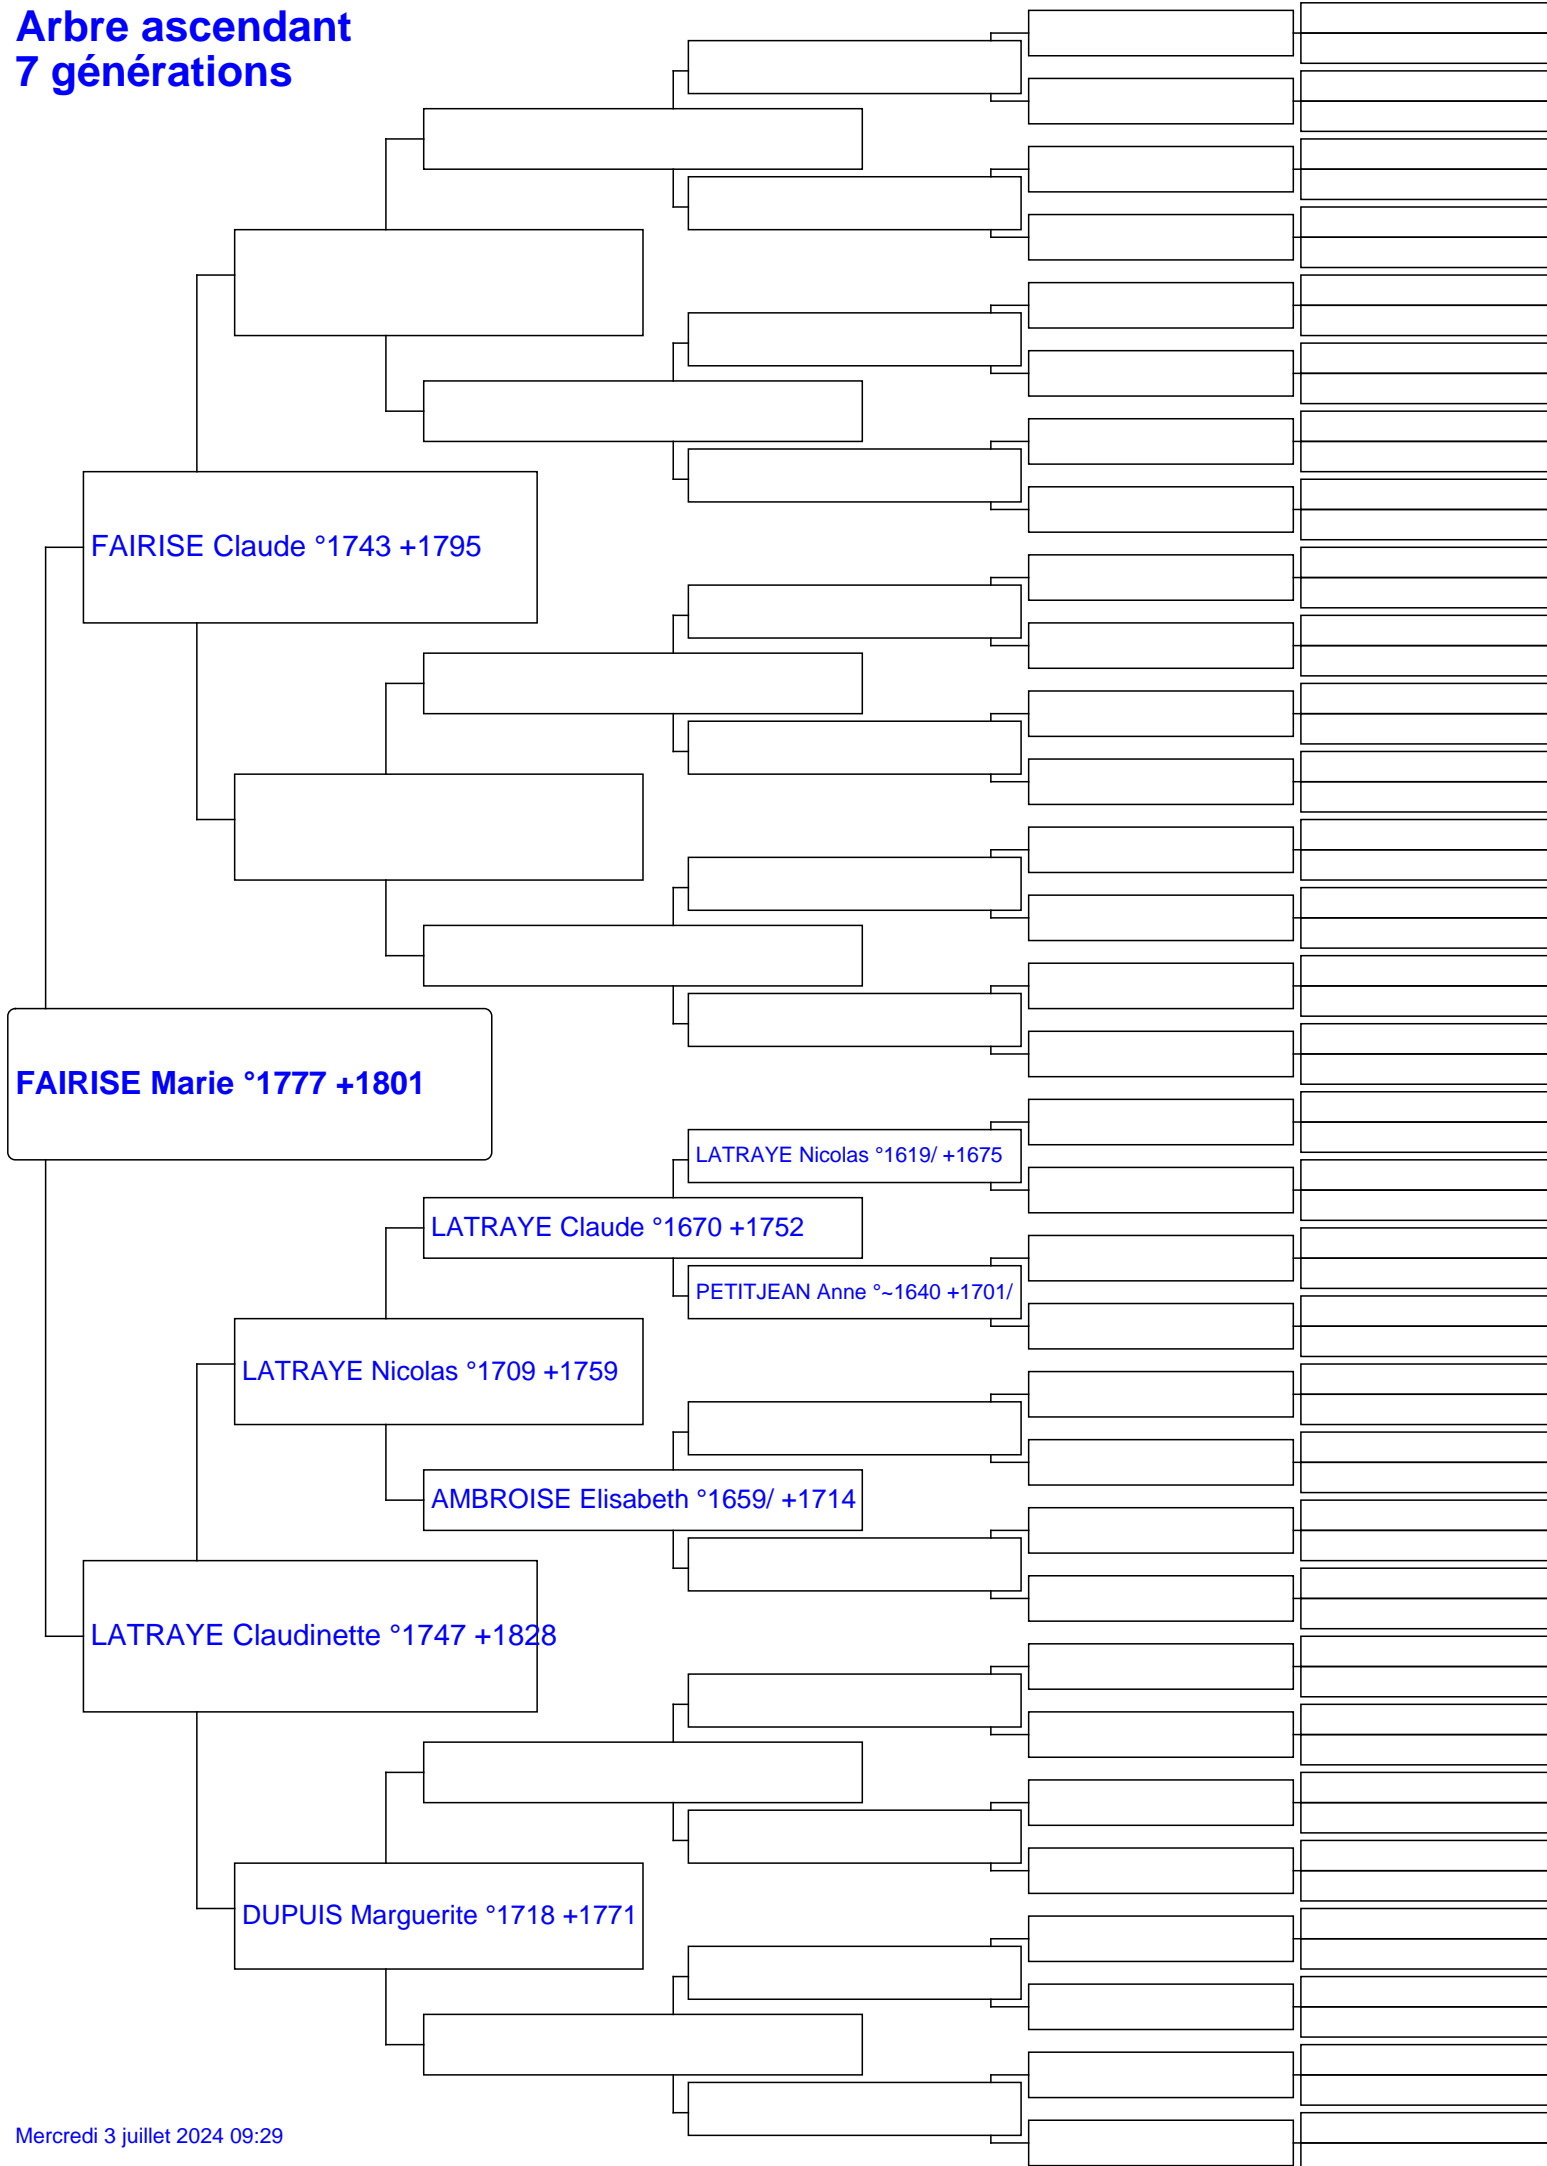 Arbre ascendant
7 générations
FAIRISE Claude °1743 +1795
FAIRISE Marie °1777 +1801
LATRAYE Nicolas °1619/ +1675
LATRAYE Claude °1670 +1752
PETITJEAN Anne °~1640 +1701/
LATRAYE Nicolas °1709 +1759
AMBROISE Elisabeth °1659/ +1714
LATRAYE Claudinette °1747 +1828
DUPUIS Marguerite °1718 +1771
Mercredi 3 juillet 2024 09:29